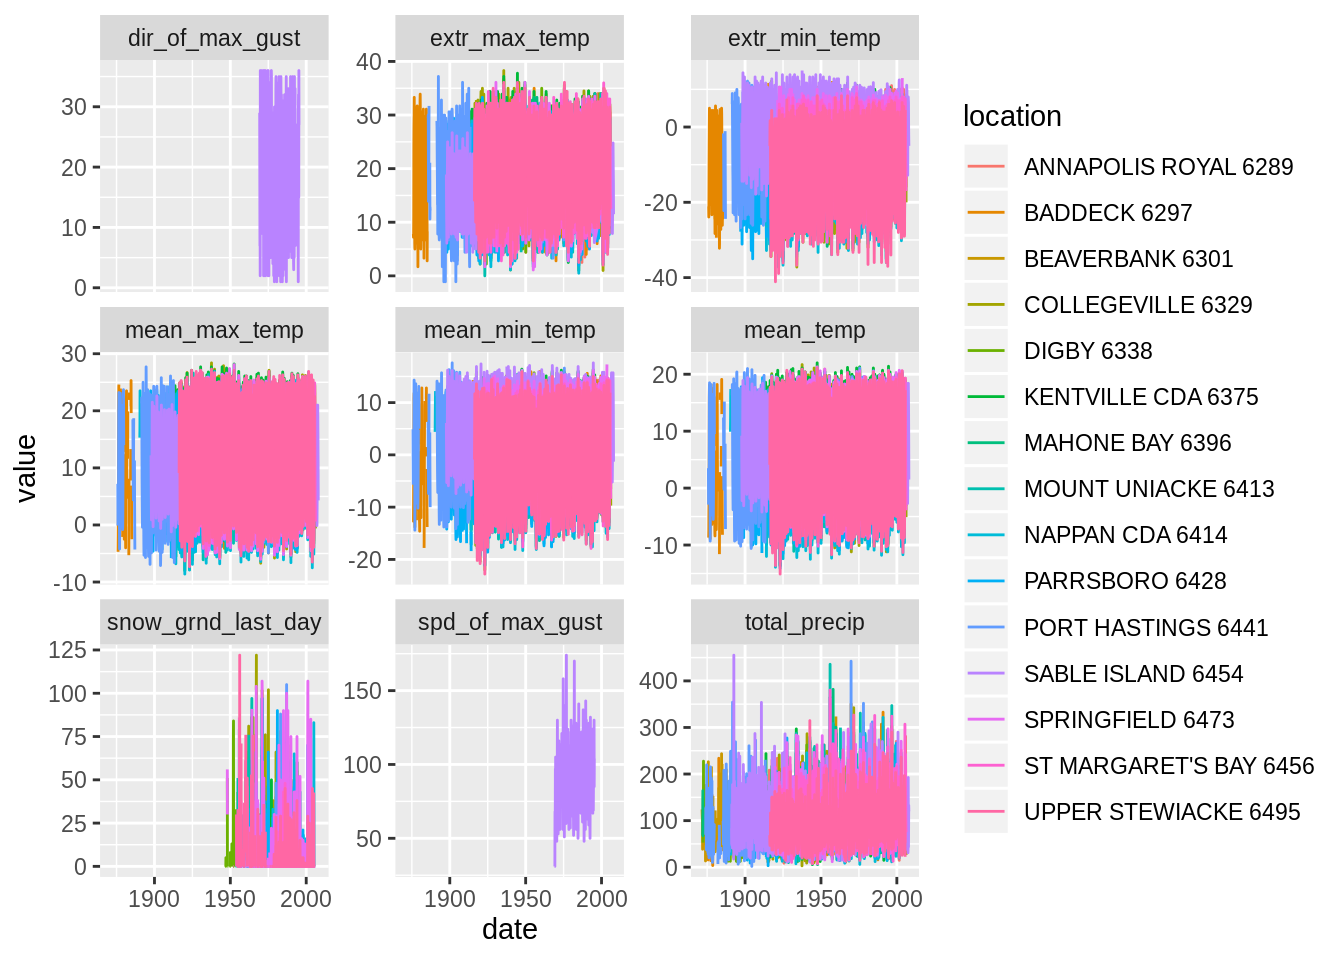 dir_of_max_gust
extr_max_temp
extr_min_temp
30
20
10
0
40
30
20
10
0
0
-20
-40
mean_max_temp
mean_min_temp
mean_temp
30
20
10
0
-10
10
0
-10
-20
20
10
0
-10
snow_grnd_last_day
spd_of_max_gust
total_precip
125
100
75
50
25
0
150
100
50
400
300
200
100
0
1900 1950 2000
1900 1950 2000
1900 1950 2000
date
value
location
ANNAPOLIS ROYAL 6289
BADDECK 6297
BEAVERBANK 6301
COLLEGEVILLE 6329
DIGBY 6338
KENTVILLE CDA 6375
MAHONE BAY 6396
MOUNT UNIACKE 6413
NAPPAN CDA 6414
PARRSBORO 6428
PORT HASTINGS 6441
SABLE ISLAND 6454
SPRINGFIELD 6473
ST MARGARET'S BAY 6456
UPPER STEWIACKE 6495